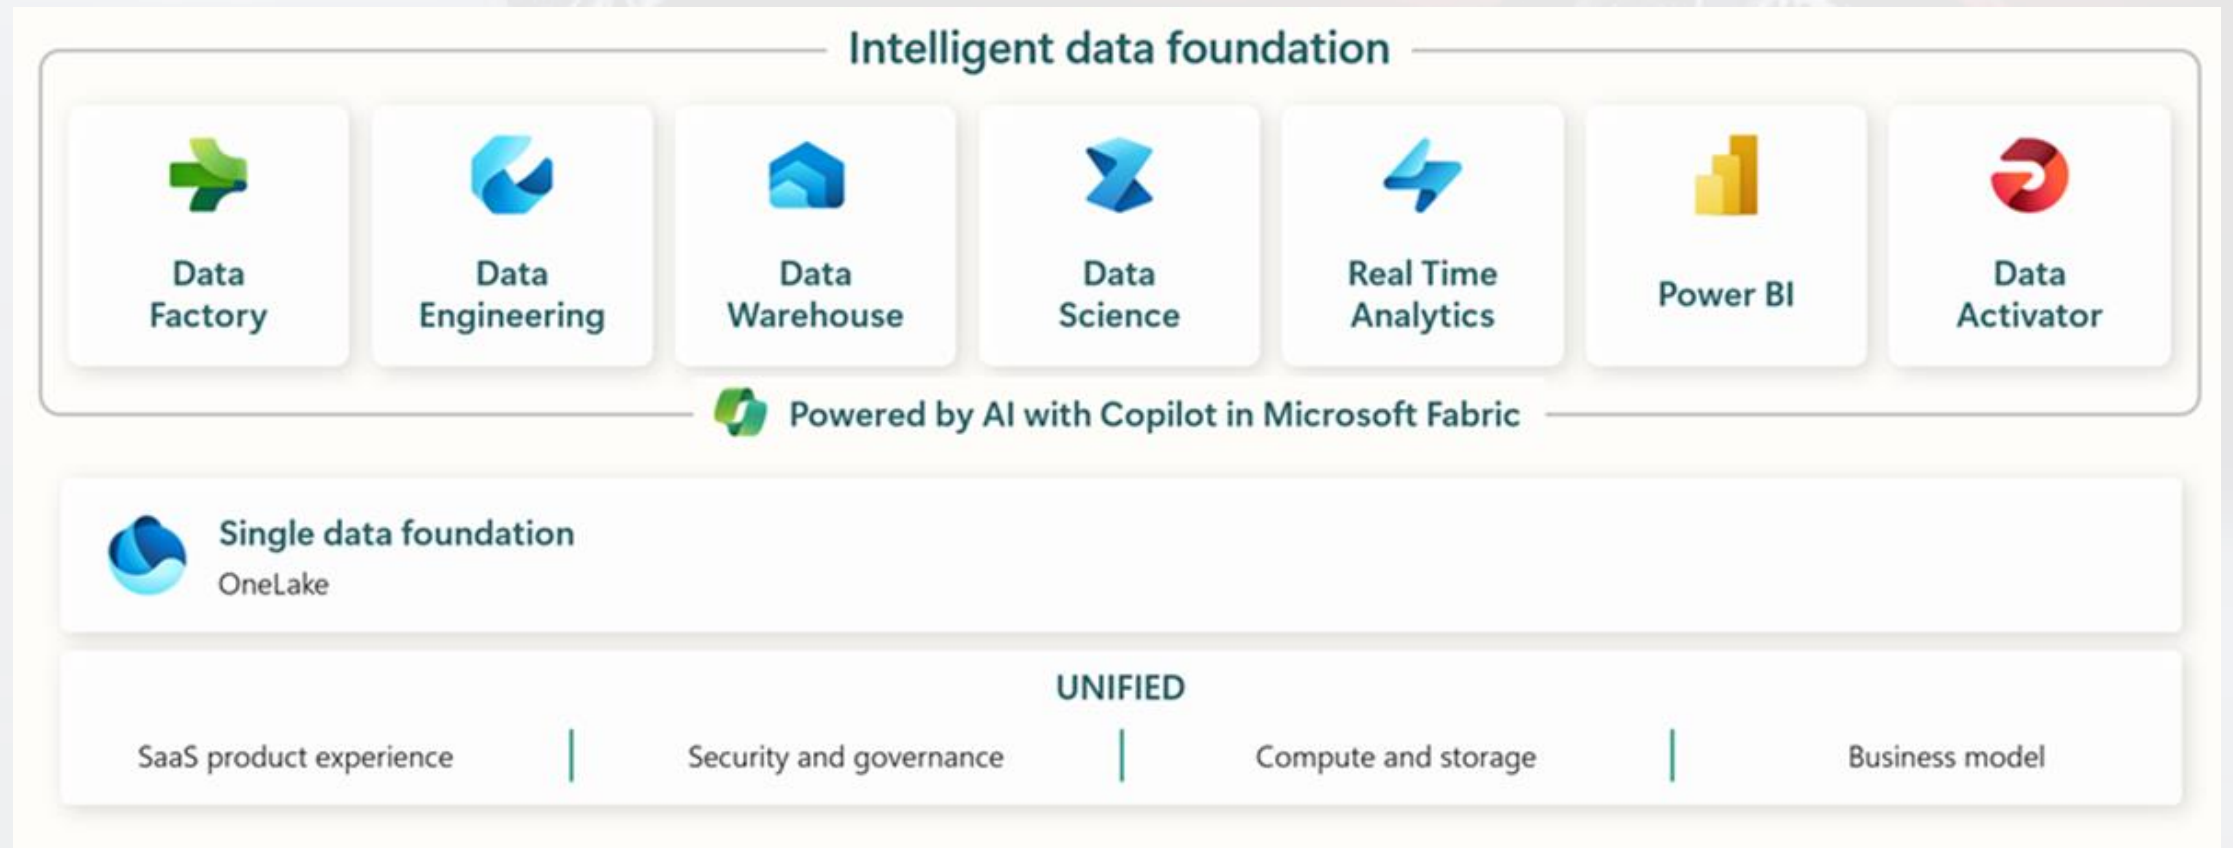 Intelligent data foundation
Data
Factory
Data
Engineering
Data
Warehouse
Data
Science
Real Time
Analytics
Power BI
Data
Activator
Powered by AI with Copilot in Microsoft Fabric
Single data foundation
OneLake
UNIFIED
SaaS product experience
Security and governance
Compute and storage
Business model